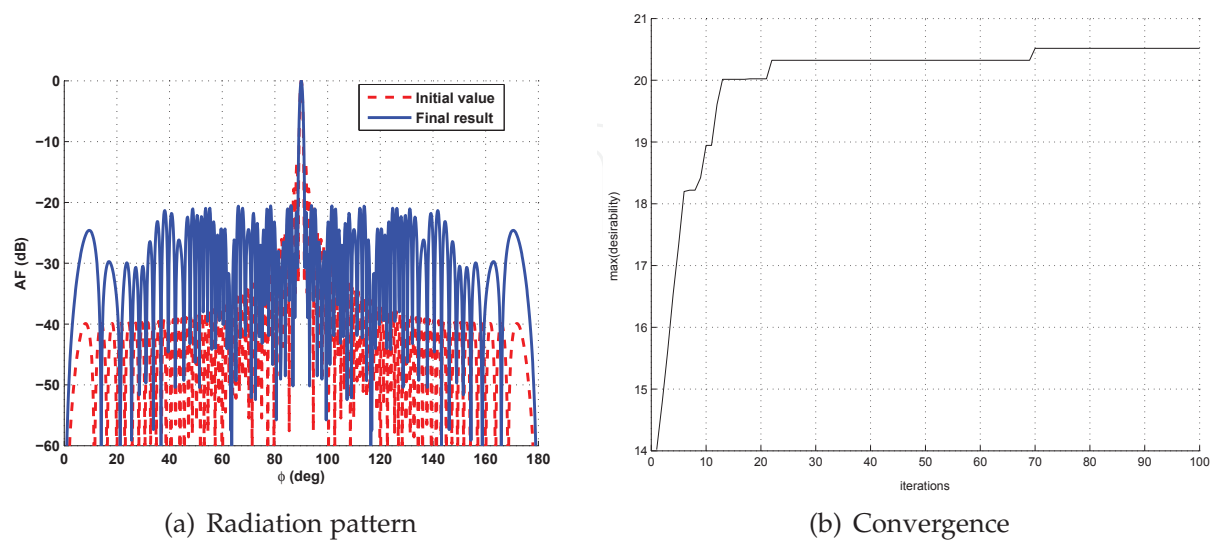 0
−10
−20
−30
−40
−50
−60
AF (dB)
0 20 40 60 80 100 120 140 160 180
ϕ (deg)
Initial value
Final result
(a) Radiation pattern
21
20
19
18
17
16
15
14
max(desirability)
0 10 20 30 40 50 60 70 80 90 100
iterations
(b) Convergence